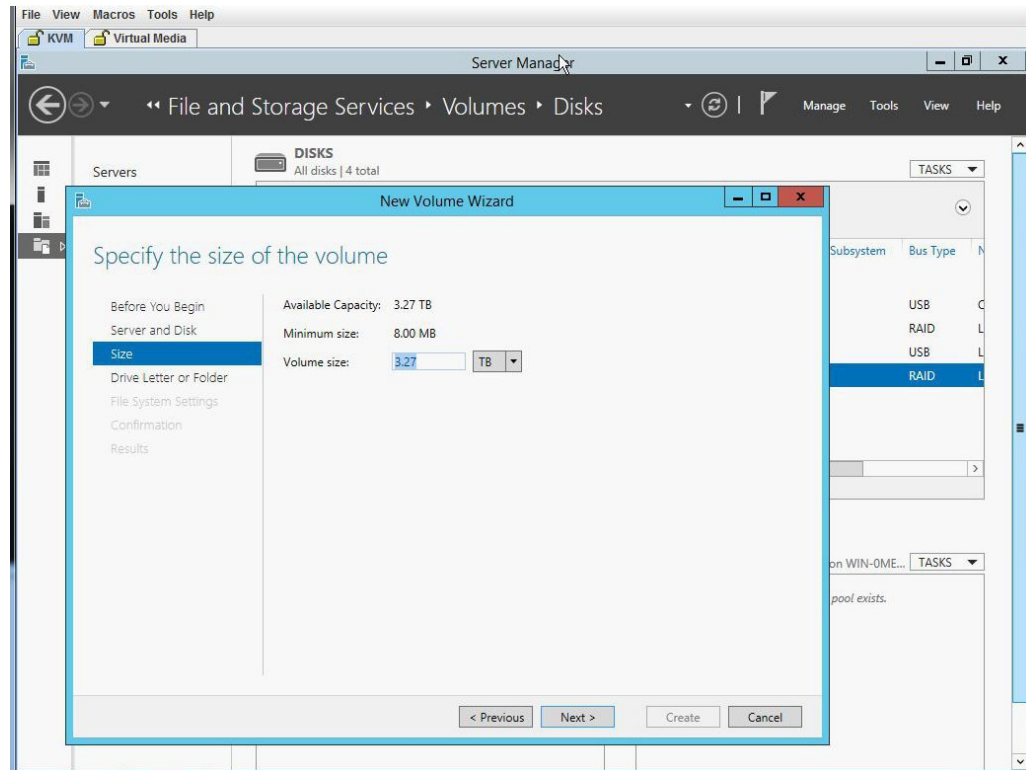 File View Macros Tools Help
KVM Virtual Media
Server Manager
File and Storage Services Volumes Disks
Manage Tools View Help
Servers
DISKS
All disks | 4 total
TASKS
New Volume Wizard
Subsystem Bus Type N
Specify the size of the volume
Before You Begin
Server and Disk
Size
Drive Letter or Folder
File System Settings
Confirmation
Results
Available Capacity: 3.27 TB
Minimum size: 8.00 MB
Volume size: 3.27 TB
USB
RAID L
USB L
RAID L
on WIN-0ME... TASKS
pool exists.
< Previous Next > Create Cancel